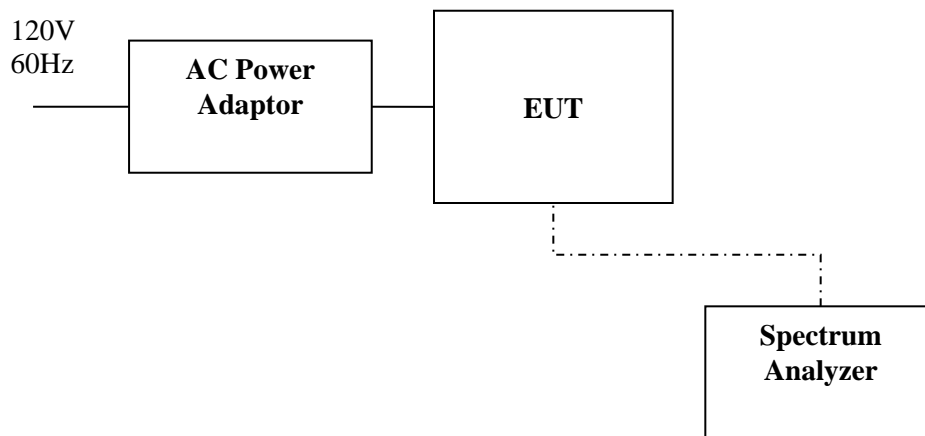 120V
60Hz
AC Power
Adaptor
EUT
Spectrum
Analyzer